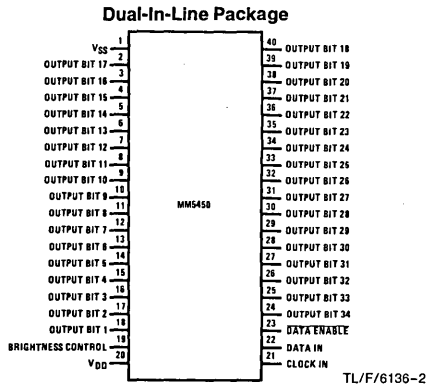 Dual-In-Line Package
VSS 1 40 OUTPUT BIT 18
OUTPUT BIT 17 2 39 OUTPUT BIT 19
OUTPUT BIT 16 3 38 OUTPUT BIT 20
OUTPUT BIT 15 4 37 OUTPUT BIT 21
OUTPUT BIT 14 5 36 OUTPUT BIT 22
OUTPUT BIT 13 6 35 OUTPUT BIT 23
OUTPUT BIT 12 7 34 OUTPUT BIT 24
OUTPUT BIT 11 8 33 OUTPUT BIT 25
OUTPUT BIT 10 9 32 OUTPUT BIT 26
OUTPUT BIT 9 10 31 OUTPUT BIT 27
MM5450
OUTPUT BIT 8 11 30 OUTPUT BIT 28
OUTPUT BIT 7 12 29 OUTPUT BIT 29
OUTPUT BIT 6 13 28 OUTPUT BIT 30
OUTPUT BIT 5 14 27 OUTPUT BIT 31
OUTPUT BIT 4 15 26 OUTPUT BIT 32
OUTPUT BIT 3 16 25 OUTPUT BIT 33
OUTPUT BIT 2 17 24 OUTPUT BIT 34
OUTPUT BIT 1 18 23 DATA ENABLE
BRIGHTNESS CONTROL 19 22 DATA IN
VDD 20 21 CLOCK IN
TL/F/6136-2